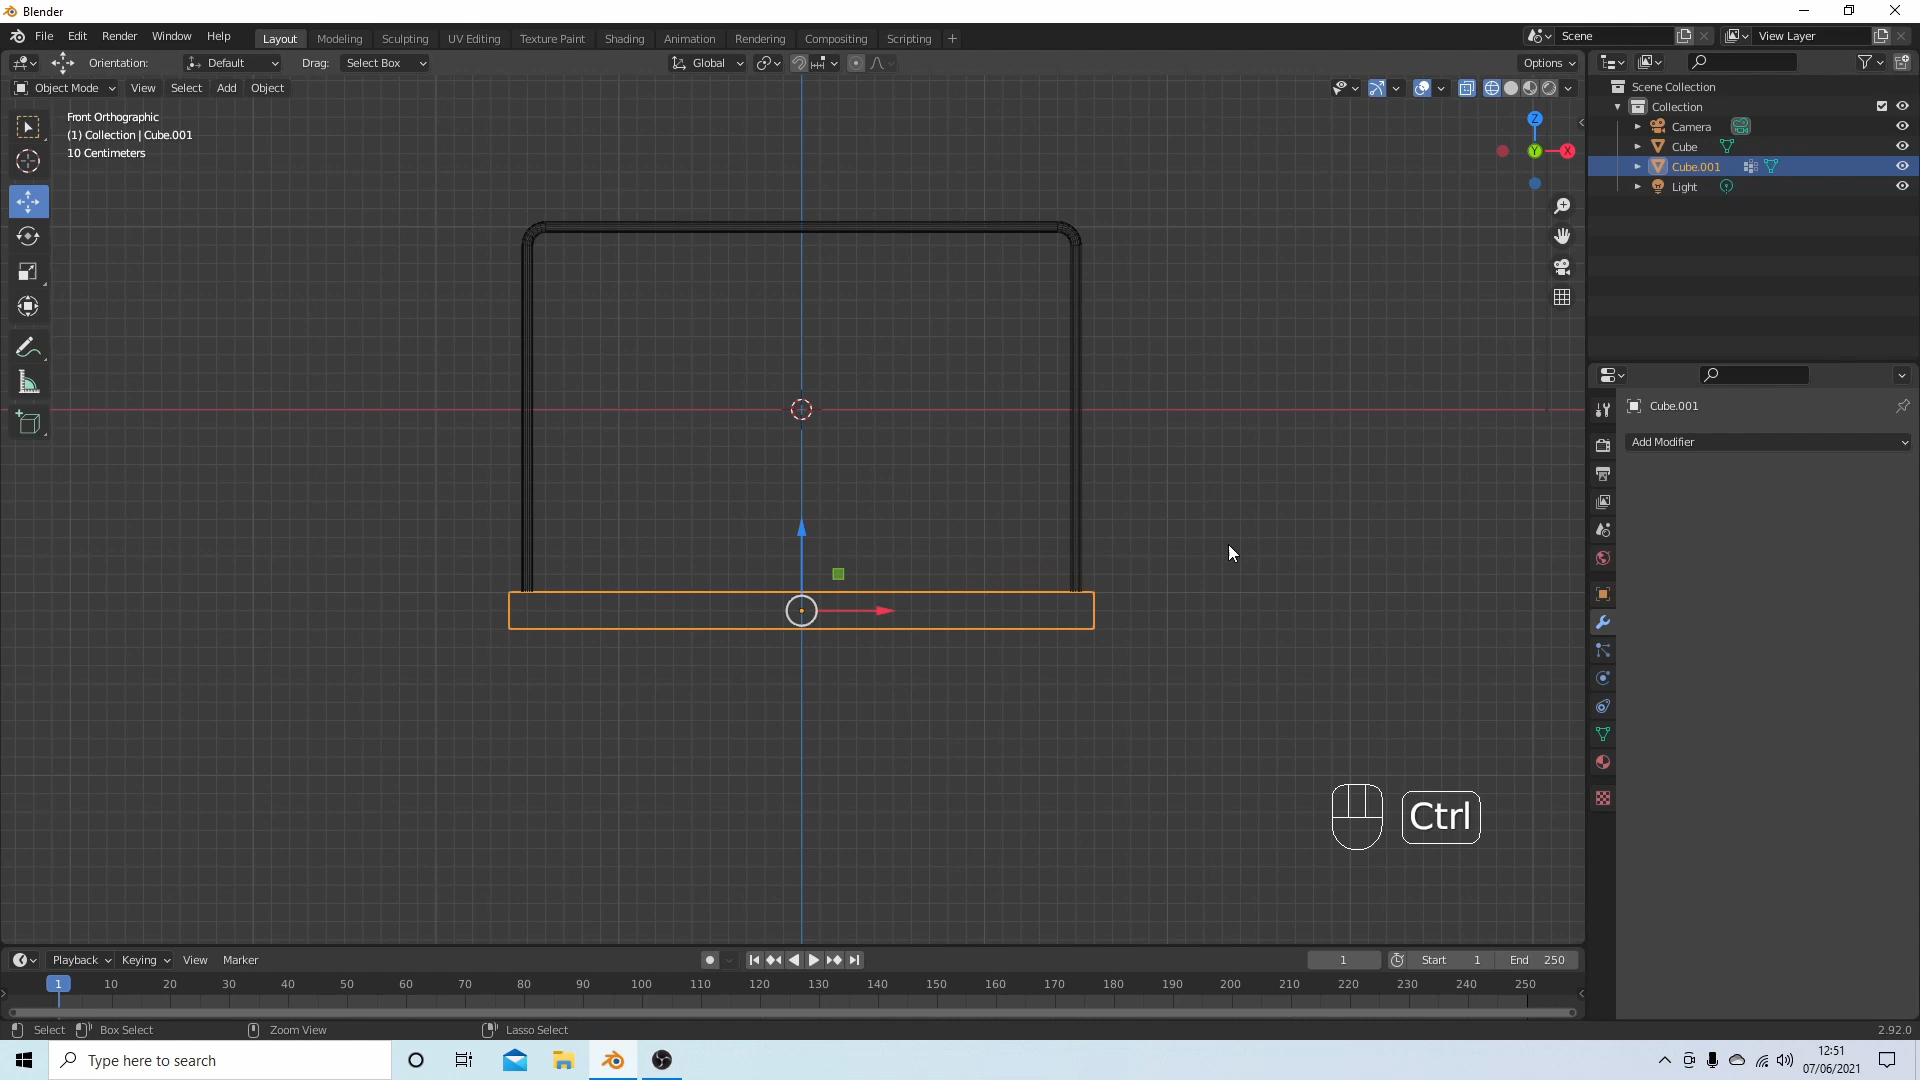 Blender
File Edit Render Window Help Layout Modeling Sculpting UV Editing Texture Paint Shading Animation Rendering Compositing Scripting Scene View Layer
Orientation: Default Drag: Select Box Global Options
Object Mode View Select Add Object
Front Orthographic
(1) Collection | Cube.001
10 Centimeters
Z
Y
X
Scene Collection
Collection
Camera
Cube
Cube.001
Light
Cube.001
Add Modifier
Ctrl
Playback Keying View Marker 1 Start 1 End 250
1 10 20 30 40 50 60 70 80 90 100 110 120 130 140 150 160 170 180 190 200 210 220 230 240 250
Select Box Select Zoom View Lasso Select 2.92.0
Type here to search
12:51
07/06/2021